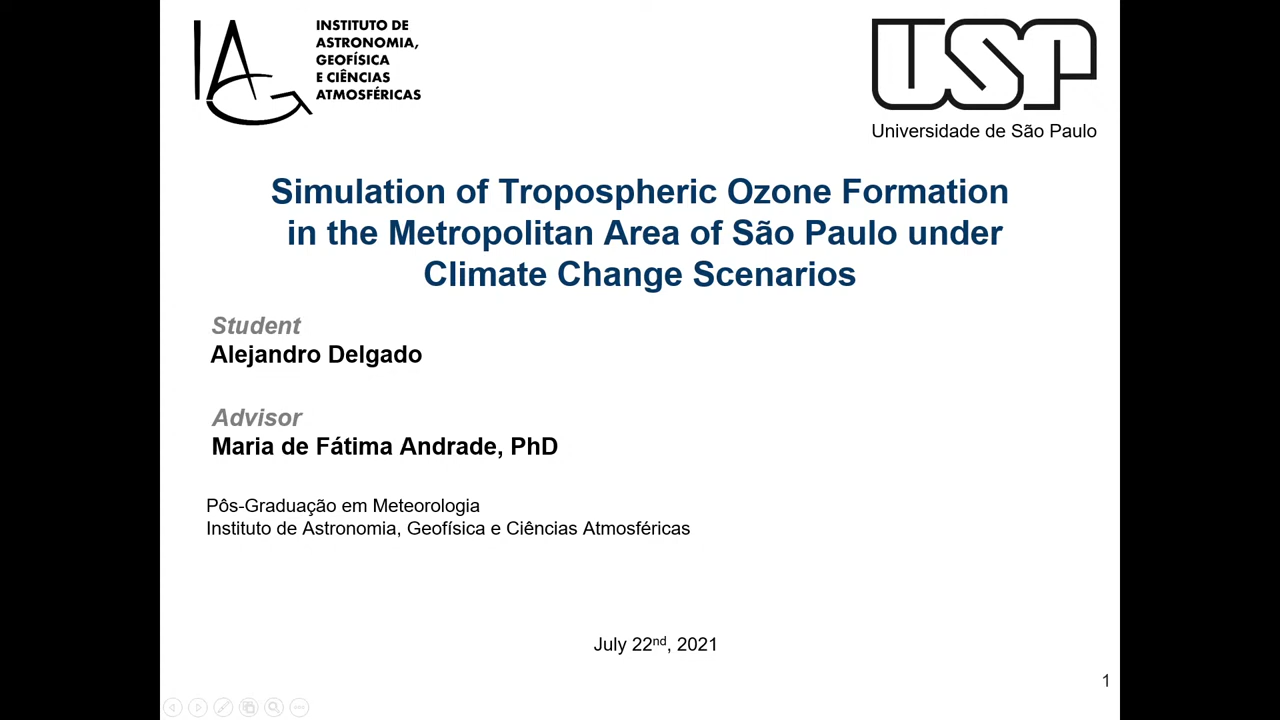 IAG
INSTITUTO DE
ASTRONOMIA,
GEOFÍSICA
E CIÊNCIAS
ATMOSFÉRICAS
USP
Universidade de São Paulo
Simulation of Tropospheric Ozone Formation
in the Metropolitan Area of São Paulo under
Climate Change Scenarios
Student
Alejandro Delgado
Advisor
Maria de Fátima Andrade, PhD
Pôs-Graduação em Meteorologia
Instituto de Astronomia, Geofísica e Ciências Atmosféricas
July 22nd, 2021
1